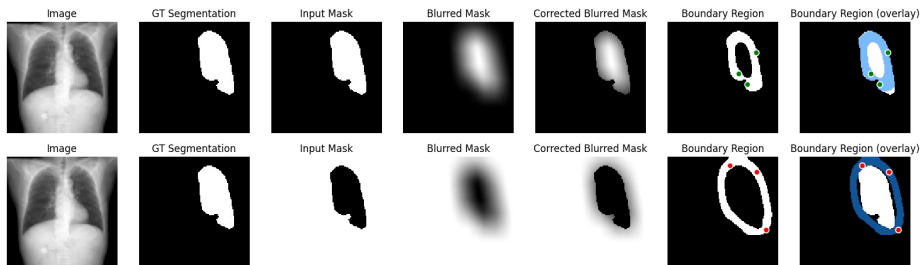 Image GT Segmentation Input Mask Blurred Mask Corrected Blurred Mask Boundary Region Boundary Region (overlay)
Image GT Segmentation Input Mask Blurred Mask Corrected Blurred Mask Boundary Region Boundary Region (overlay)